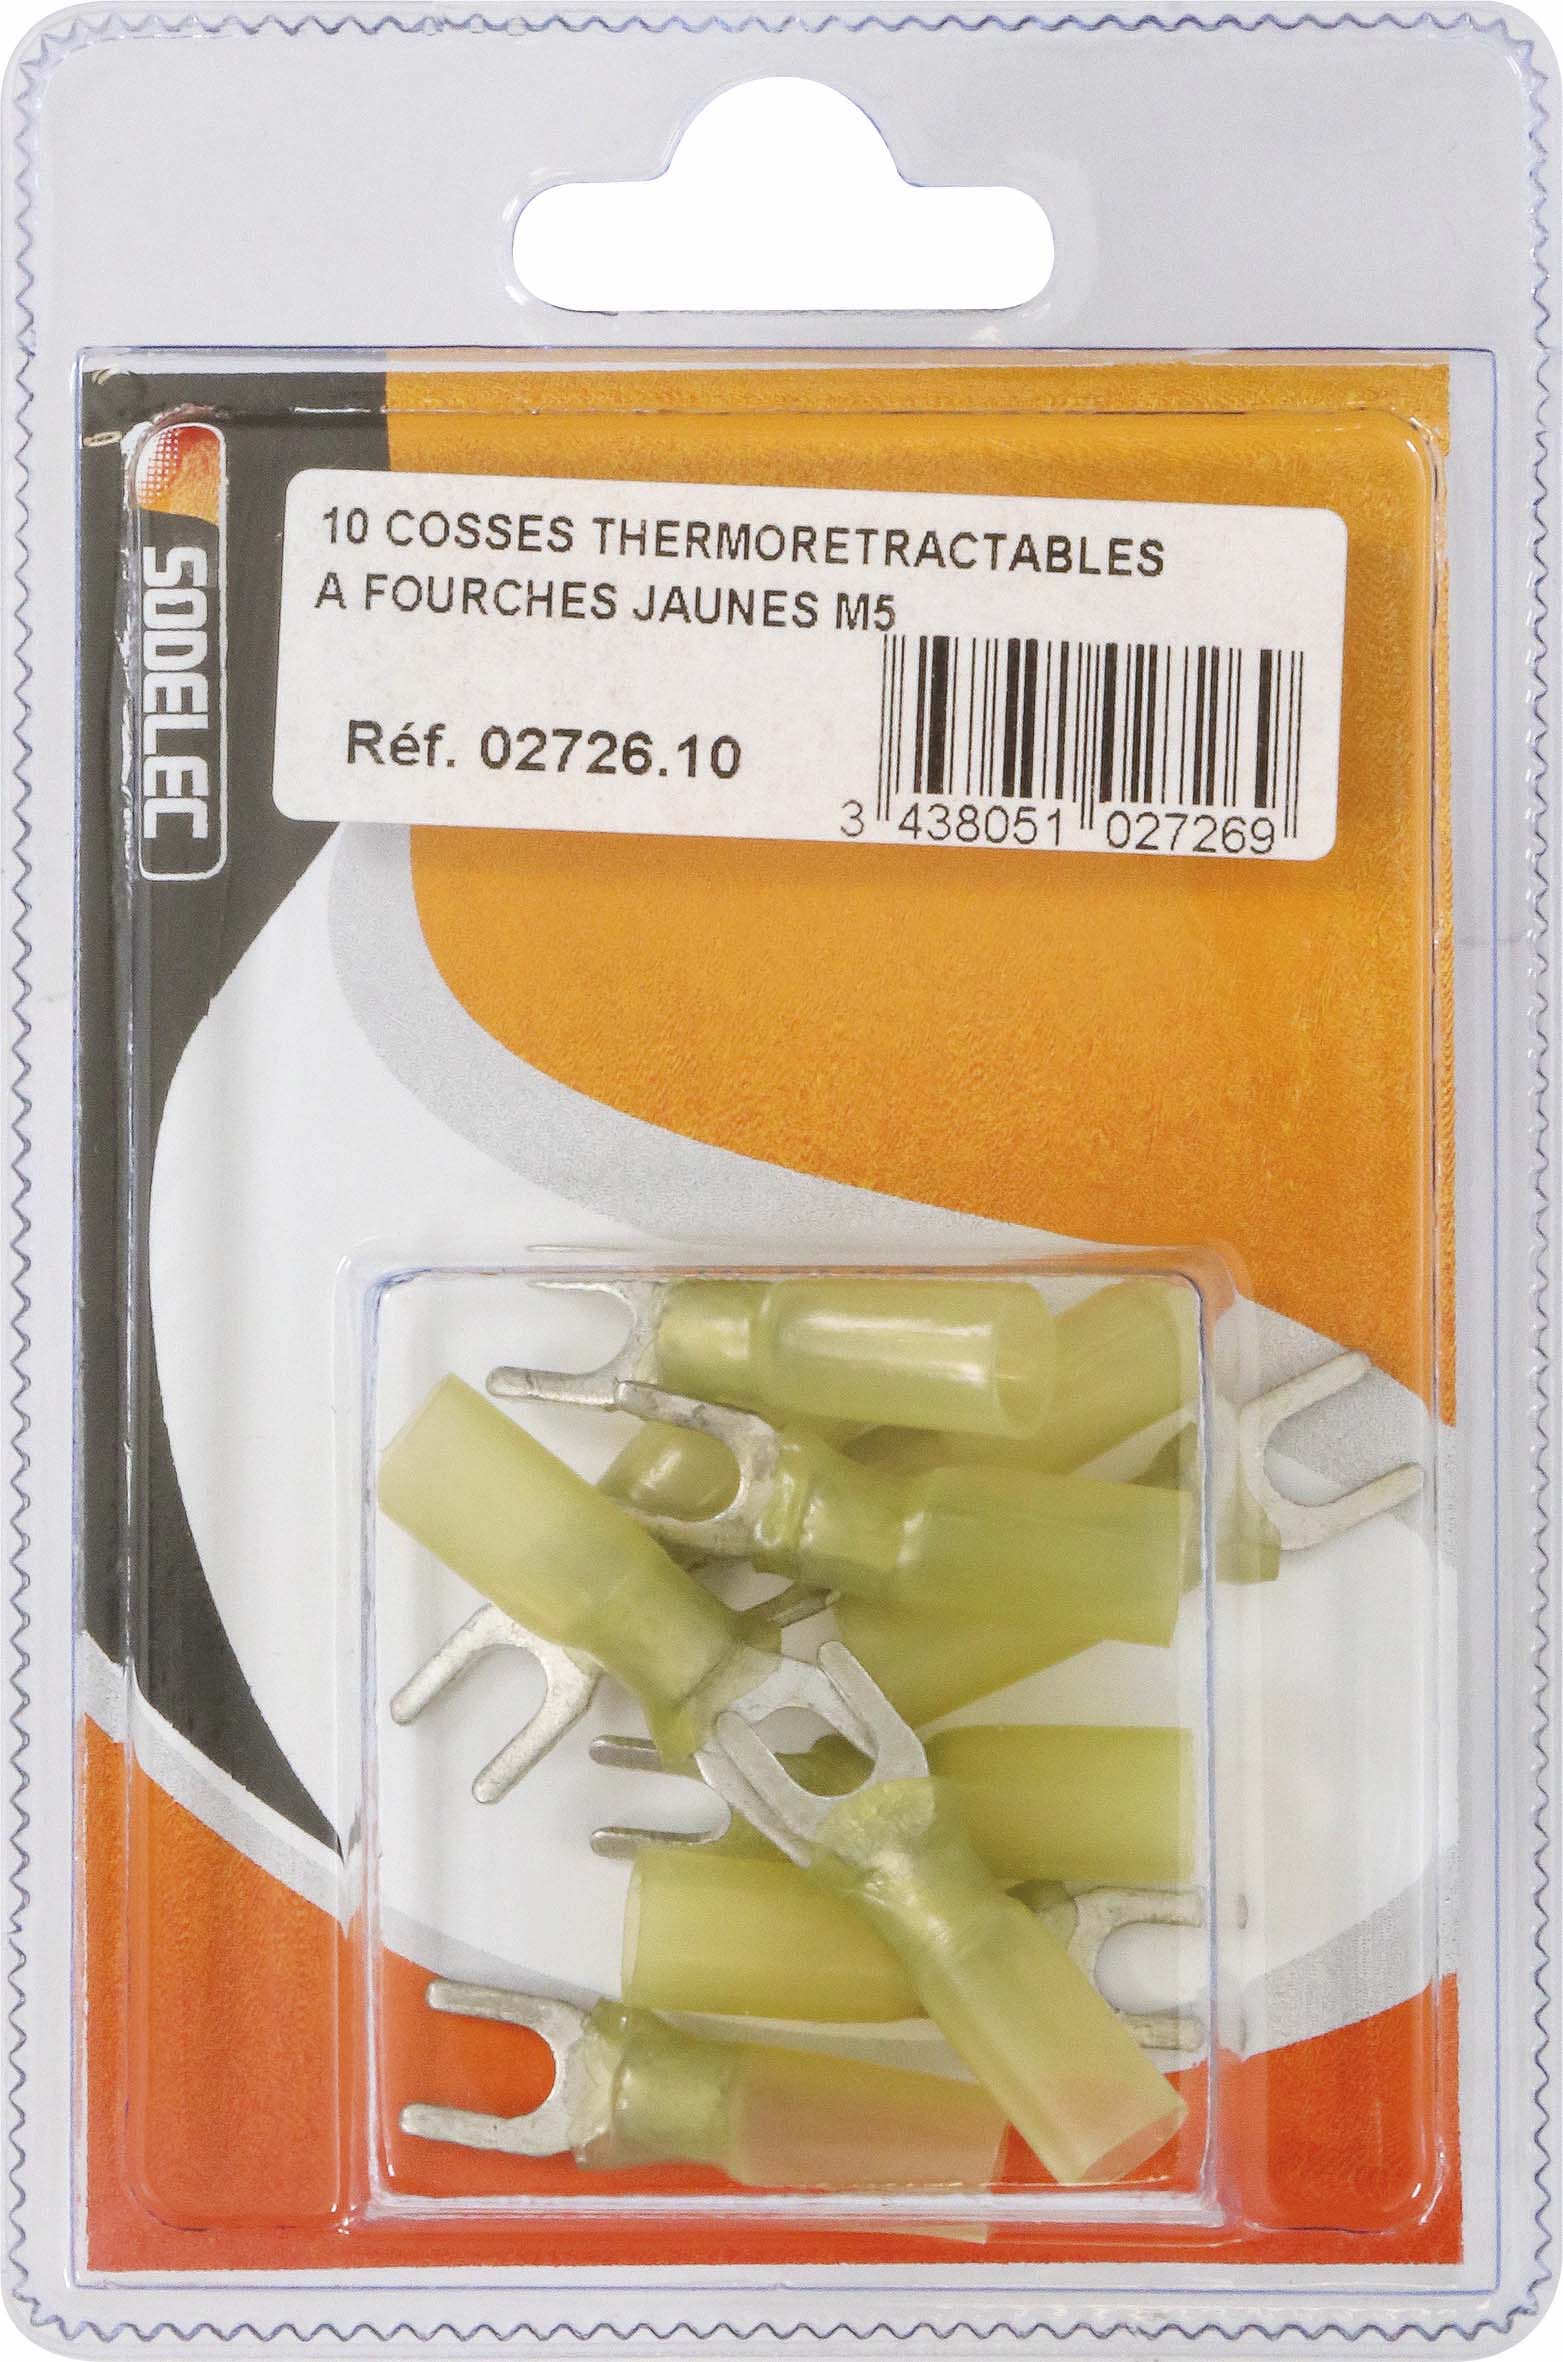 SODELEC
10 COSSES THERMORETRACTABLES
A FOURCHES JAUNES M5
Réf. 02726.10
3 438051 027269